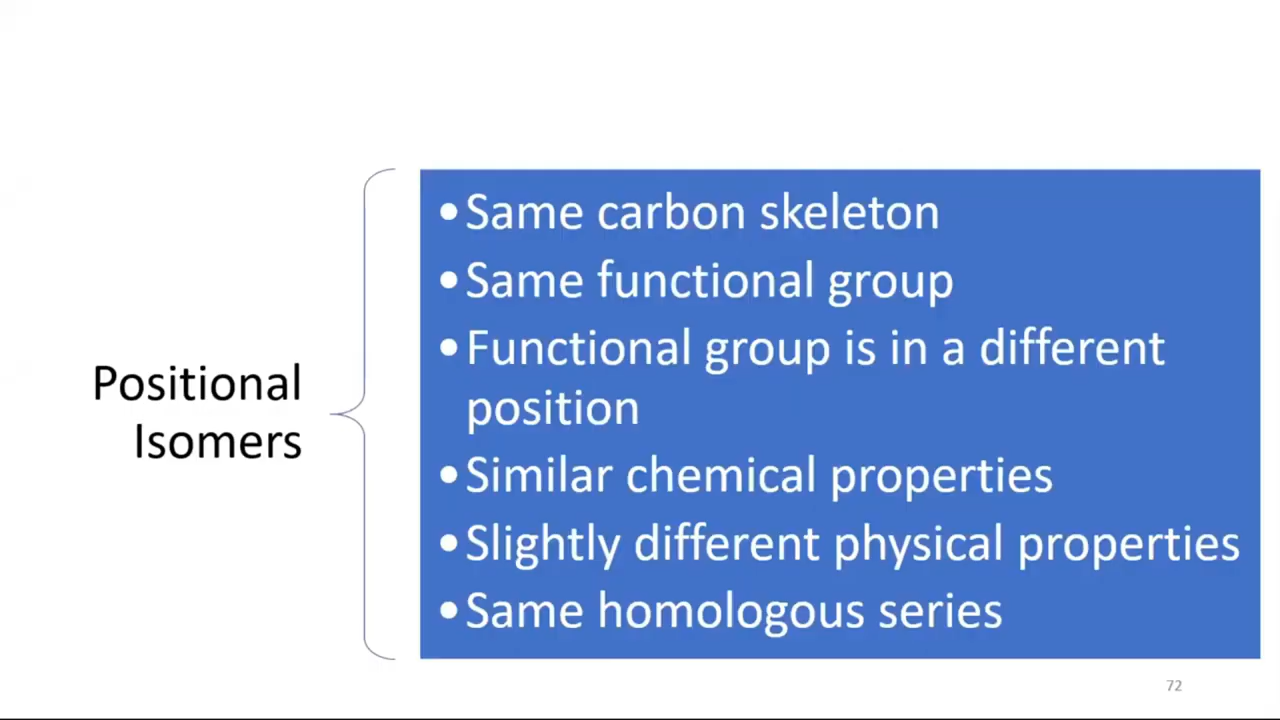 Positional
Isomers
•Same carbon skeleton
•Same functional group
•Functional group is in a different
position
•Similar chemical properties
•Slightly different physical properties
•Same homologous series
72